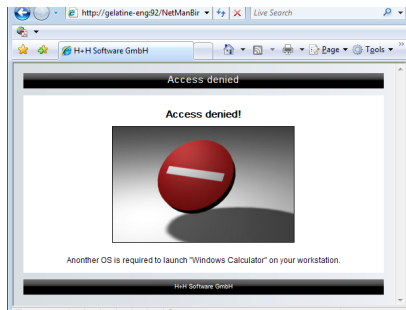 http://gelatine-eng:92/NetManBir
Live Search
H+H Software GmbH
Page
Tools
Access denied
Access denied!
Anonther OS is required to launch "Windows Calculator" on your workstation.
H+H Software GmbH